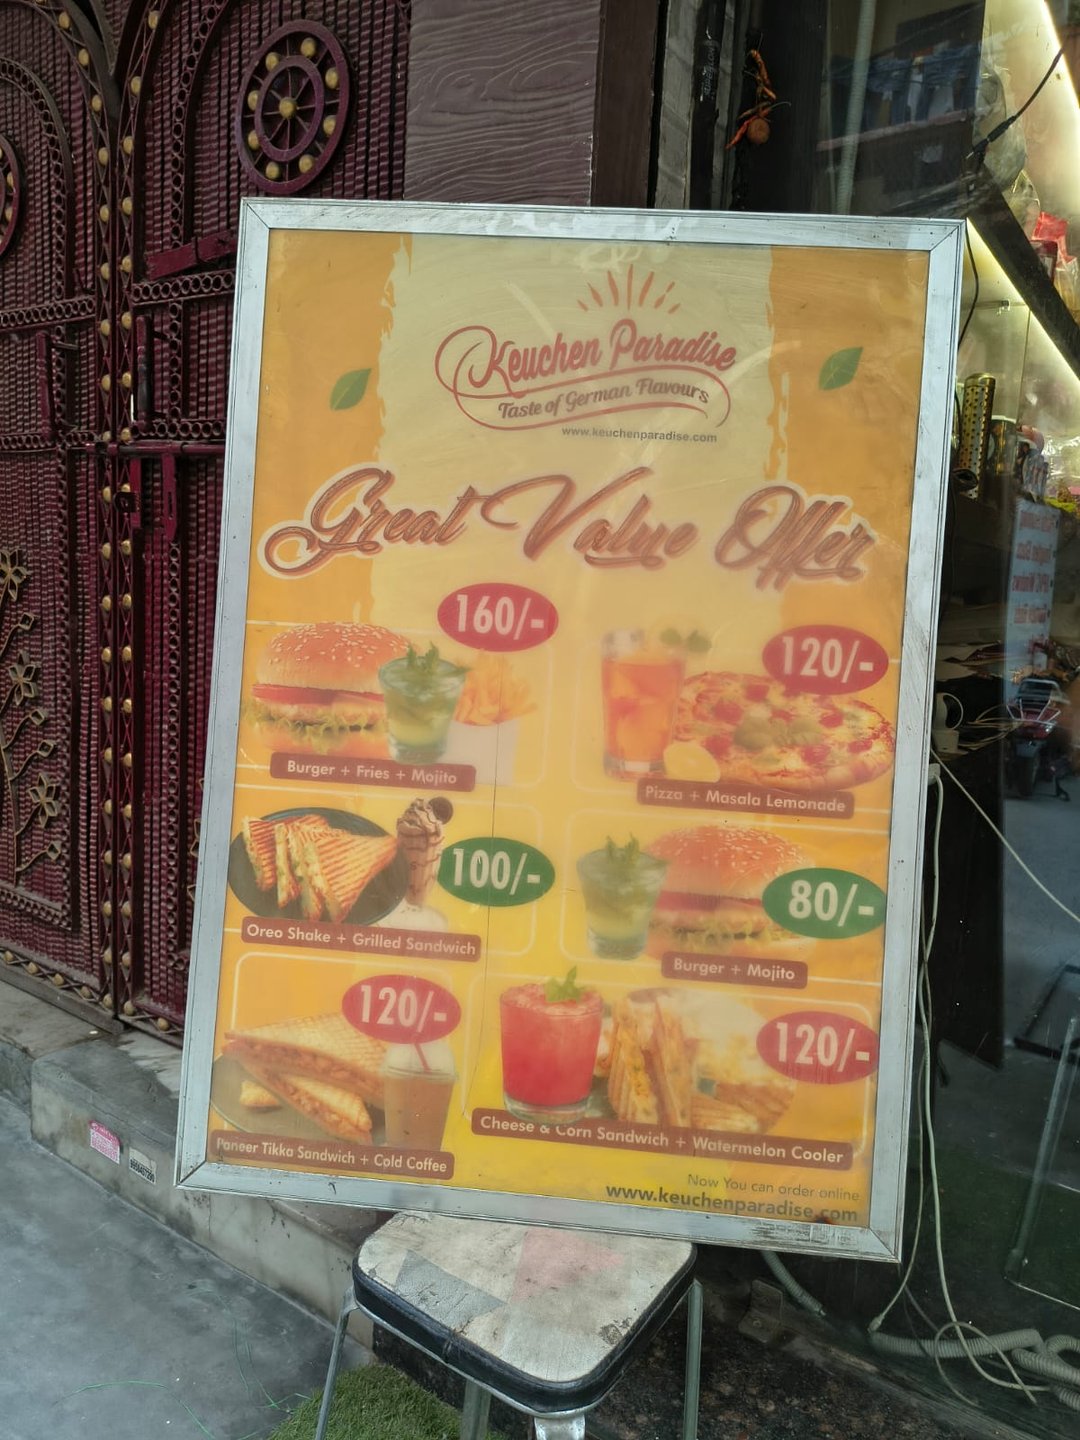 Keuchen Paradise
Taste of German Flavours
www.keuchenparadise.com
Great Value Offer
160/-
Burger + Fries + Mojito
120/-
Pizza + Masala Lemonade
100/-
Oreo Shake + Grilled Sandwich
80/-
Burger + Mojito
120/-
Paneer Tikka Sandwich + Cold Coffee
120/-
Cheese & Corn Sandwich + Watermelon Cooler
Now You can order online
www.keuchenparadise.com